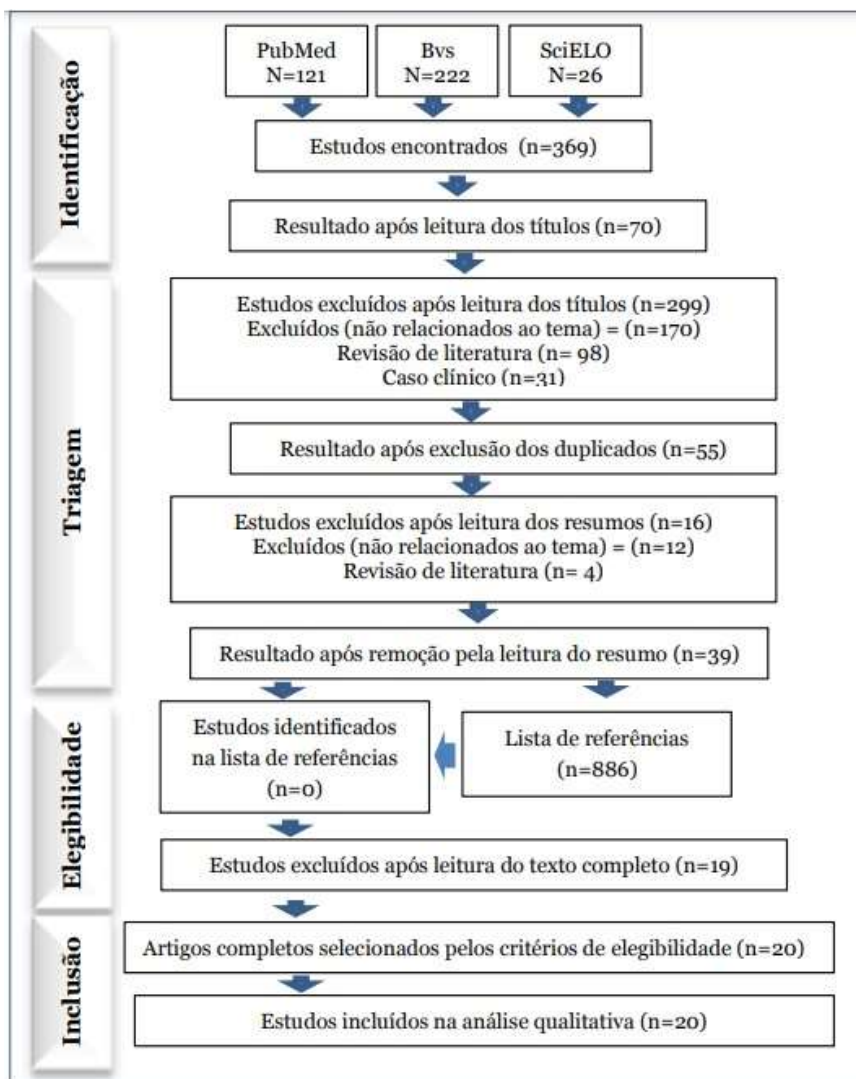 Identificação
PubMed
N=121
Bvs
N=222
SciELO
N=26
Estudos encontrados (n=369)
Resultado após leitura dos títulos (n=70)
Triagem
Estudos excluídos após leitura dos títulos (n=299)
Excluídos (não relacionados ao tema) = (n=170)
Revisão de literatura (n= 98)
Caso clínico (n=31)
Resultado após exclusão dos duplicados (n=55)
Estudos excluídos após leitura dos resumos (n=16)
Excluídos (não relacionados ao tema) = (n=12)
Revisão de literatura (n= 4)
Resultado após remoção pela leitura do resumo (n=39)
Elegibilidade
Estudos identificados
na lista de referências
(n=0)
Lista de referências
(n=886)
Estudos excluídos após leitura do texto completo (n=19)
Inclusão
Artigos completos selecionados pelos critérios de elegibilidade (n=20)
Estudos incluídos na análise qualitativa (n=20)